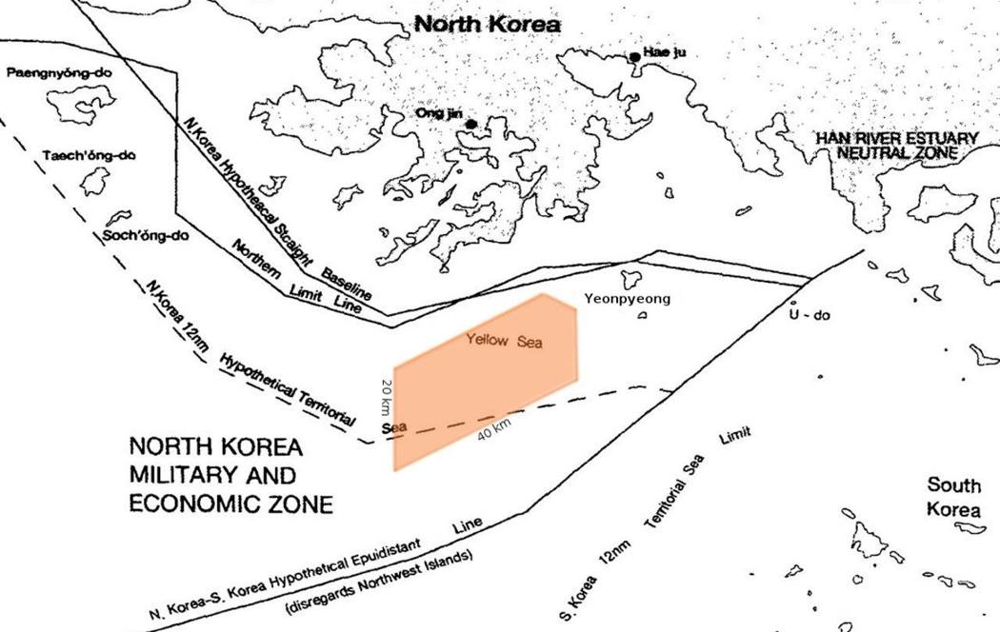 North Korea
Hae ju
Paengnyŏng-do
Ong jin
N.Korea Hypotheacal Staight Baseline
HAN RIVER ESTUARY
NEUTRAL ZONE
Taech'ŏng-do
Soch'ŏng-do
Northern Limit Line
Yeonpyeong
U-do
N.Korea 12nm Hypothetical Territorial Sea
Yellow Sea
20 km
40 km
NORTH KOREA
MILITARY AND
ECONOMIC ZONE
S. Korea 12nm Territorial Sea Limit
South
Korea
N. Korea-S. Korea Hypothetical Epuidistant Line
(disregards Northwest Islands)